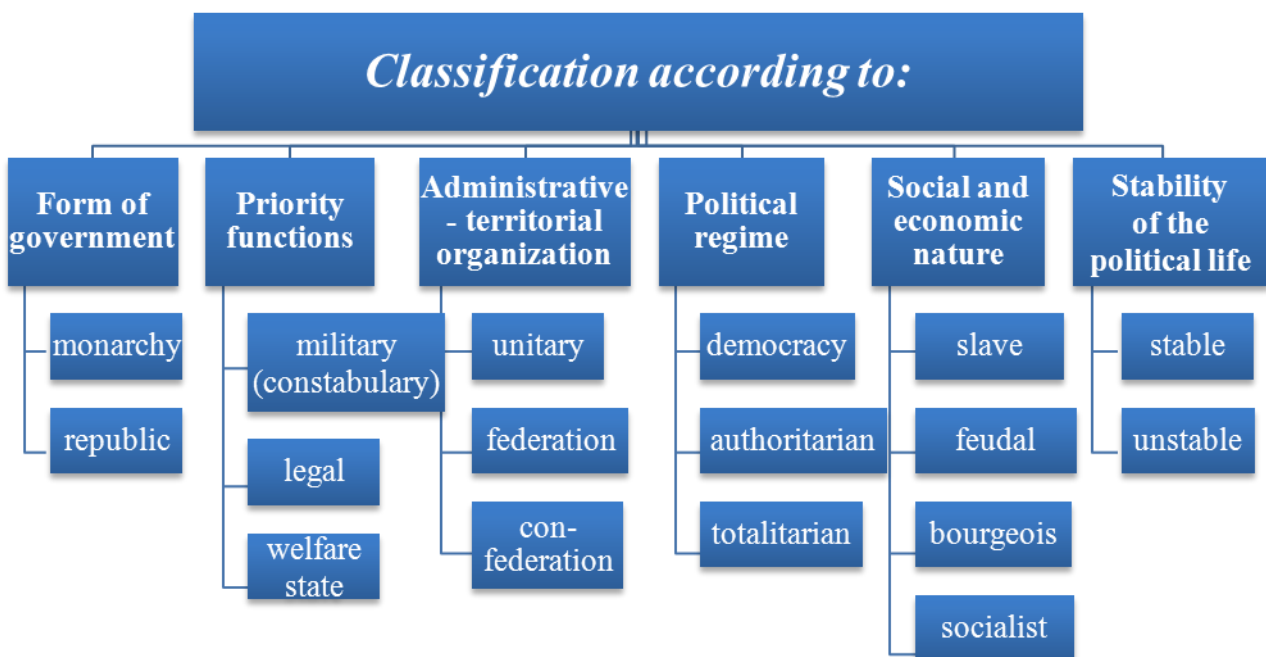 Classification according to:
Form of
government
monarchy
republic
Priority
functions
military
(constabulary)
legal
welfare
state
Administrative
- territorial
organization
unitary
federation
con-
federation
Political
regime
democracy
authoritarian
totalitarian
Social and
economic
nature
slave
feudal
bourgeois
socialist
Stability
of the
political life
stable
unstable